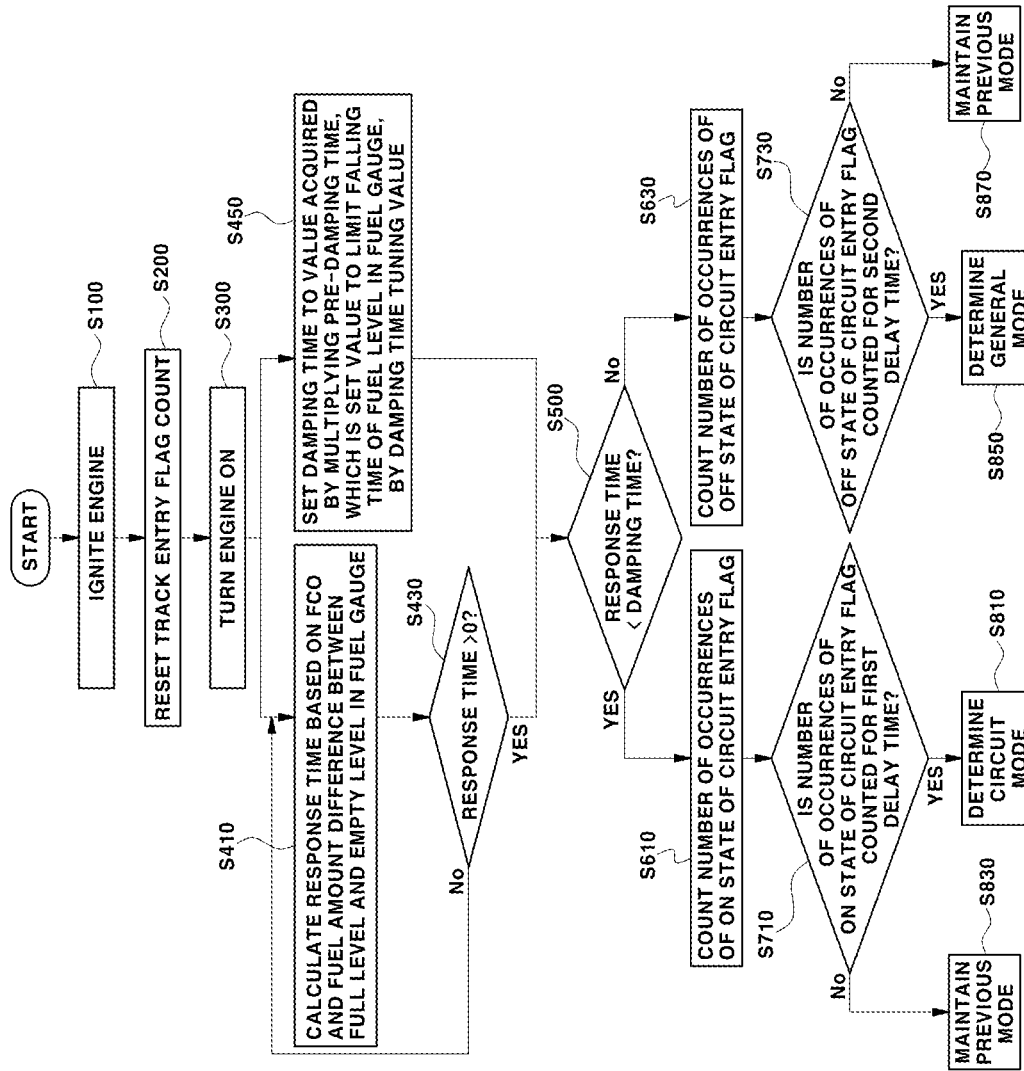 START
IGNITE ENGINE
S100
RESET TRACK ENTRY FLAG COUNT
S200
TURN ENGINE ON
S300
S410
CALCULATE RESPONSE TIME BASED ON FCO
AND FUEL AMOUNT DIFFERENCE BETWEEN
FULL LEVEL AND EMPTY LEVEL IN FUEL GAUGE
S450
SET DAMPING TIME TO VALUE ACQUIRED
BY MULTIPLYING PRE-DAMPING TIME,
WHICH IS SET VALUE TO LIMIT FALLING
TIME OF FUEL LEVEL IN FUEL GAUGE,
BY DAMPING TIME TUNING VALUE
S430
RESPONSE TIME >0?
No
YES
S500
RESPONSE TIME
< DAMPING TIME?
YES
No
S610
COUNT NUMBER OF OCCURRENCES
OF ON STATE OF CIRCUIT ENTRY FLAG
S630
COUNT NUMBER OF OCCURRENCES OF
OFF STATE OF CIRCUIT ENTRY FLAG
S710
IS NUMBER
OF OCCURRENCES OF
ON STATE OF CIRCUIT ENTRY FLAG
COUNTED FOR FIRST
DELAY TIME?
No
YES
S730
IS NUMBER
OF OCCURRENCES OF
OFF STATE OF CIRCUIT ENTRY FLAG
COUNTED FOR SECOND
DELAY TIME?
No
YES
MAINTAIN
PREVIOUS
MODE
S830
DETERMINE
CIRCUIT
MODE
S810
DETERMINE
GENERAL
MODE
S850
MAINTAIN
PREVIOUS
MODE
S870